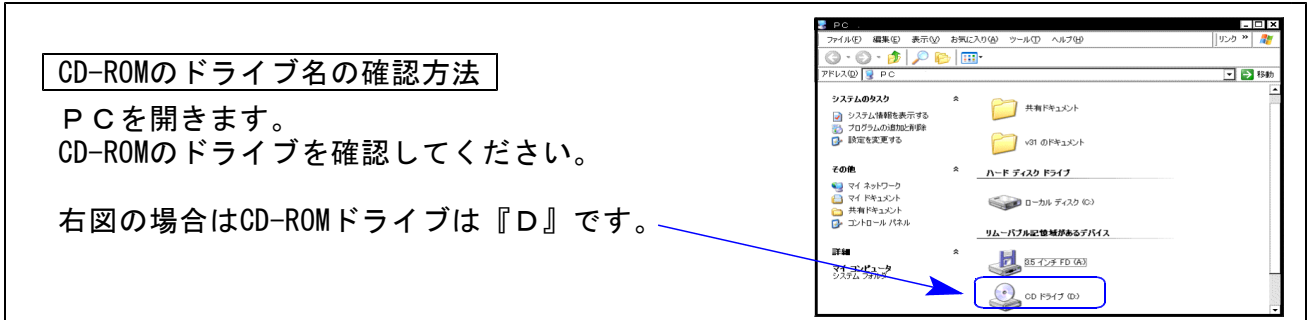 CD-ROMのドライブ名の確認方法
ＰＣを開きます。
CD-ROMのドライブを確認してください。
右図の場合はCD-ROMドライブは『Ｄ』です。
ＰＣ
ファイル(F) 編集(E) 表示(V) お気に入り(A) ツール(T) ヘルプ(H) リンク »
アドレス(D) ＰＣ 移動
システムのタスク
システム情報を表示する
プログラムの追加と削除
設定を変更する
その他
マイ ネットワーク
マイ ドキュメント
共有ドキュメント
コントロール パネル
詳細
マイ コンピュータ
システム フォルダ
共有ドキュメント
v31 のドキュメント
ハード ディスク ドライブ
ローカル ディスク (C:)
リムーバブル記憶域があるデバイス
3.5 インチ FD (A:)
CD ドライブ (D:)